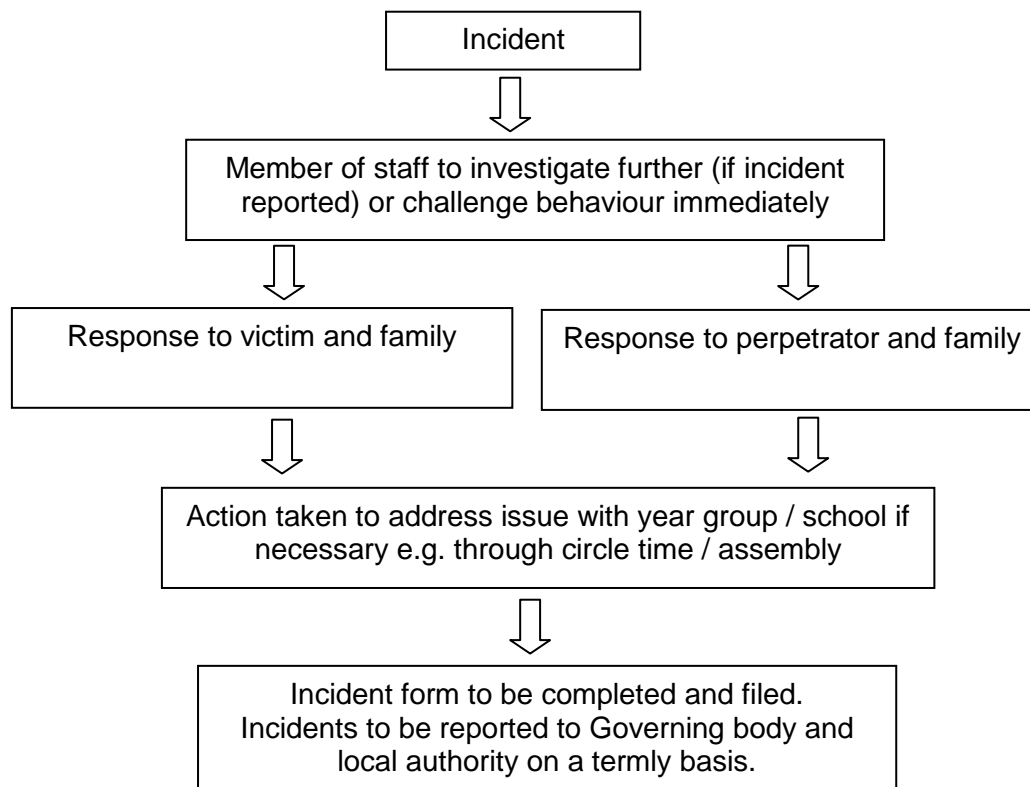 Incident
Member of staff to investigate further (if incident
reported) or challenge behaviour immediately
Response to victim and family
Response to perpetrator and family
Action taken to address issue with year group / school if
necessary e.g. through circle time / assembly
Incident form to be completed and filed.
Incidents to be reported to Governing body and
local authority on a termly basis.